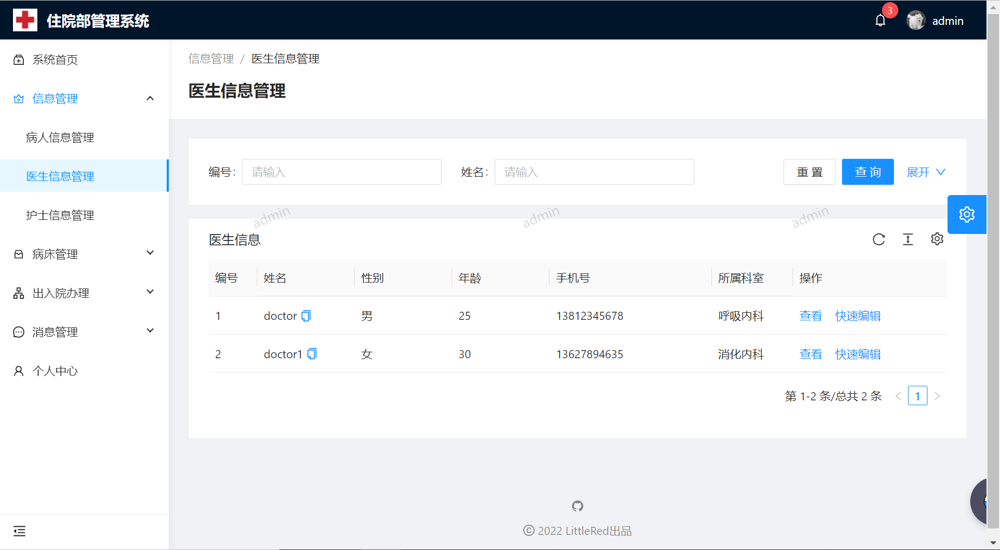 住院部管理系统
3
admin
系统首页
信息管理
病人信息管理
医生信息管理
护士信息管理
病床管理
出入院办理
消息管理
个人中心
信息管理 / 医生信息管理
医生信息管理
编号: 请输入 姓名: 请输入 重 置 查 询 展开
admin admin admin
医生信息
编号 姓名 性别 年龄 手机号 所属科室 操作
1 doctor 男 25 13812345678 呼吸内科 查看 快速编辑
2 doctor1 女 30 13627894635 消化内科 查看 快速编辑
第 1-2 条/总共 2 条 < 1 >
© 2022 LittleRed出品